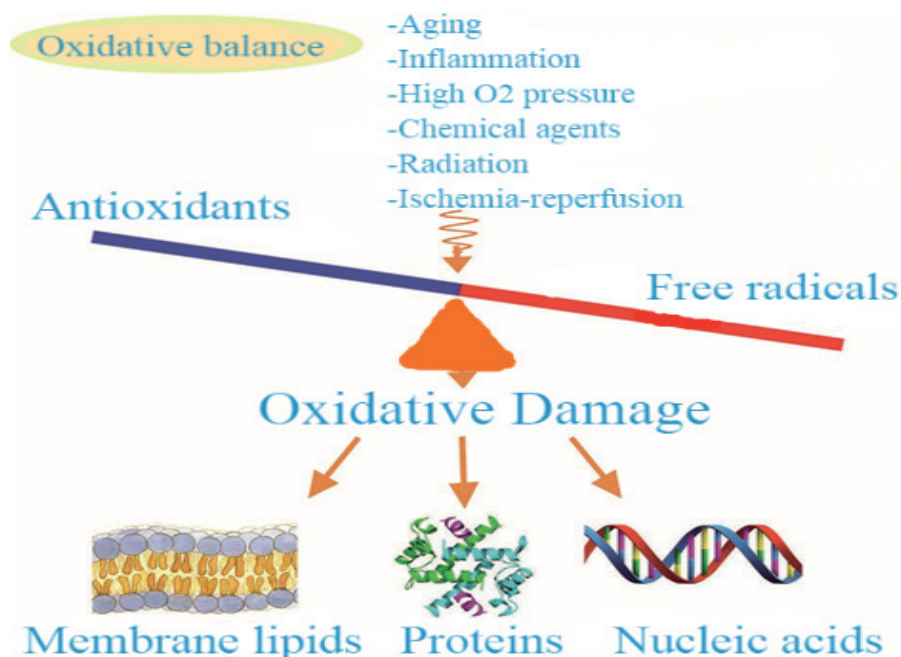 Oxidative balance
-Aging
-Inflammation
-High O2 pressure
-Chemical agents
-Radiation
-Ischemia-reperfusion
Antioxidants
Free radicals
Oxidative Damage
Membrane lipids
Proteins
Nucleic acids